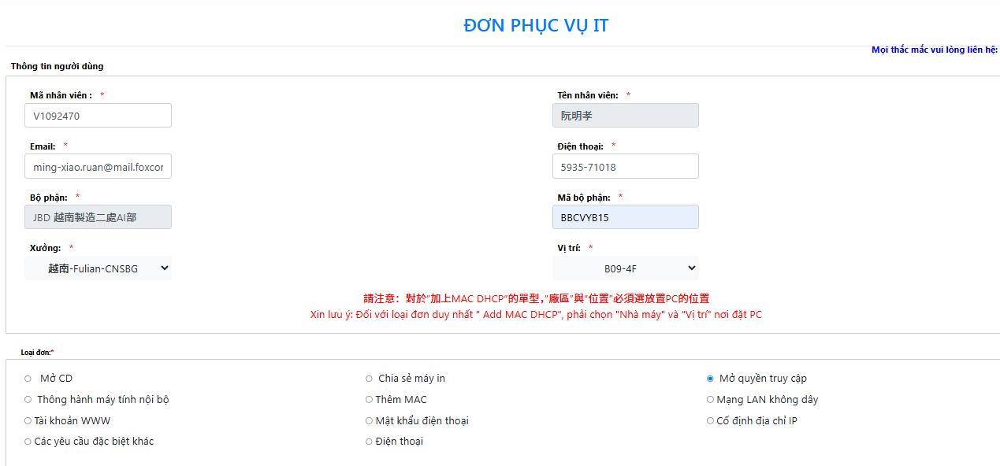 ĐƠN PHỤC VỤ IT
Mọi thắc mắc vui lòng liên hệ:
Thông tin người dùng
Mã nhân viên : * Tên nhân viên: *
V1092470 阮明孝
Email: * Điện thoại: *
ming-xiao.ruan@mail.foxcor 5935-71018
Bộ phận: * Mã bộ phận: *
JBD 越南製造二處AI部 BBCVYB15
Xưởng: * Vị trí: *
越南-Fulian-CNSBG B09-4F
請注意：對於"加上MAC DHCP"的單型,"廠區"與"位置"必須選放置PC的位置
Xin lưu ý: Đối với loại đơn duy nhất " Add MAC DHCP", phải chọn "Nhà máy" và "Vị trí" nơi đặt PC
Loại đơn:*
Mở CD Chia sẻ máy in Mở quyền truy cập
Thông hành máy tính nội bộ Thêm MAC Mạng LAN không dây
Tài khoản WWW Mật khẩu điện thoại Cố định địa chỉ IP
Các yêu cầu đặc biệt khác Điện thoại